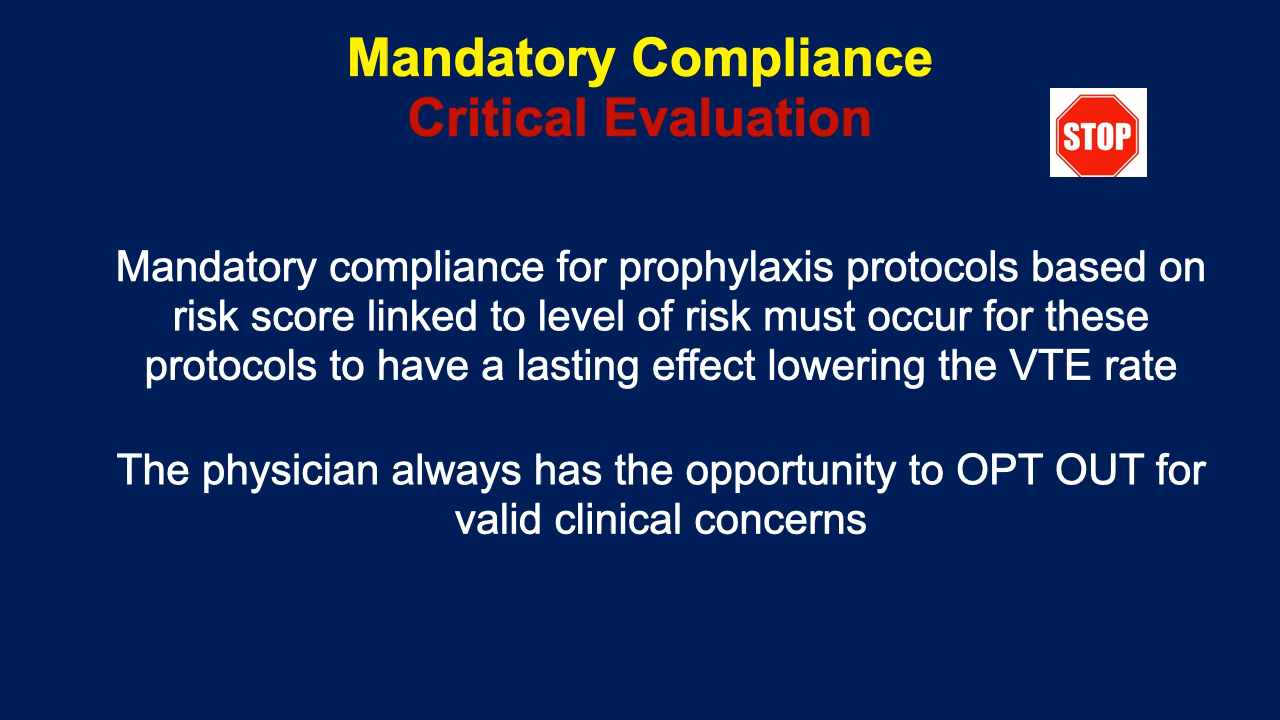 Mandatory Compliance
Critical Evaluation
STOP
Mandatory compliance for prophylaxis protocols based on
risk score linked to level of risk must occur for these
protocols to have a lasting effect lowering the VTE rate
The physician always has the opportunity to OPT OUT for
valid clinical concerns